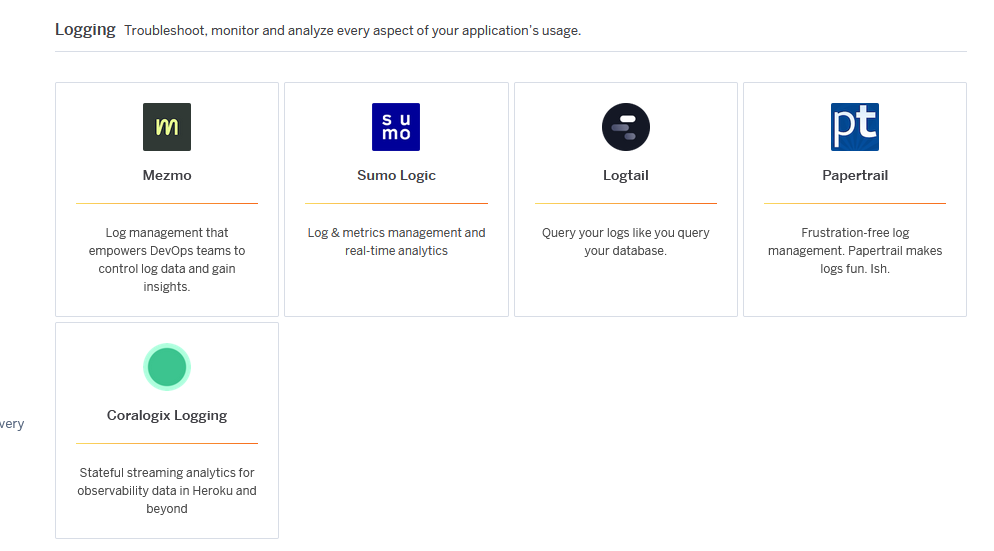 Logging Troubleshoot, monitor and analyze every aspect of your application's usage.
m
Mezmo
Log management that
empowers DevOps teams to
control log data and gain
insights.
su
mo
Sumo Logic
Log & metrics management and
real-time analytics
Logtail
Query your logs like you query
your database.
pt
Papertrail
Frustration-free log
management. Papertrail makes
logs fun. Ish.
very
Coralogix Logging
Stateful streaming analytics for
observability data in Heroku and
beyond